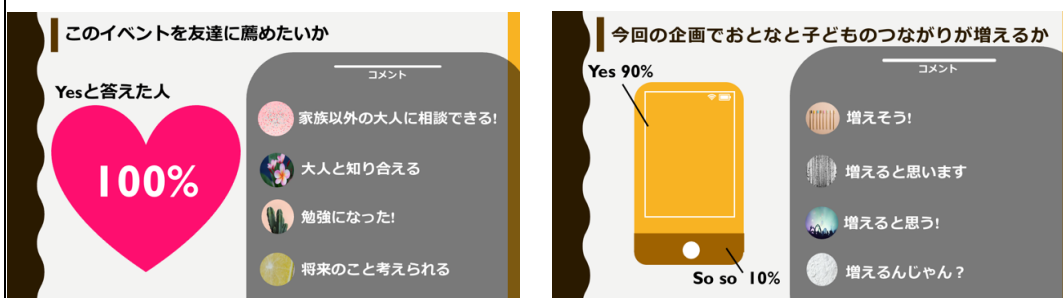 このイベントを友達に薦めたいか
Yesと答えた人
100%
コメント
家族以外の大人に相談できる!
大人と知り合える
勉強になった!
将来のこと考えられる
今回の企画でおとなと子どものつながりが増えるか
Yes 90%
So so 10%
コメント
増えそう!
増えると思います
増えると思う!
増えるんじゃん？